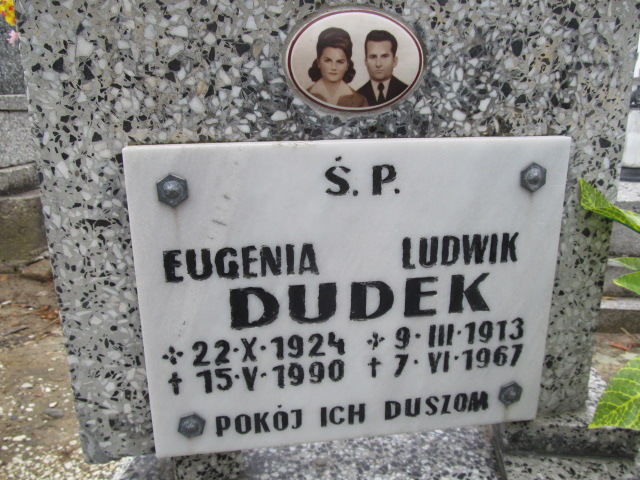 Ś. P.
EUGENIA LUDWIK
DUDEK
* 22·X·1924 * 9·III·1913
† 15·V·1990 † 7·VI·1967
POKÓJ ICH DUSZOM